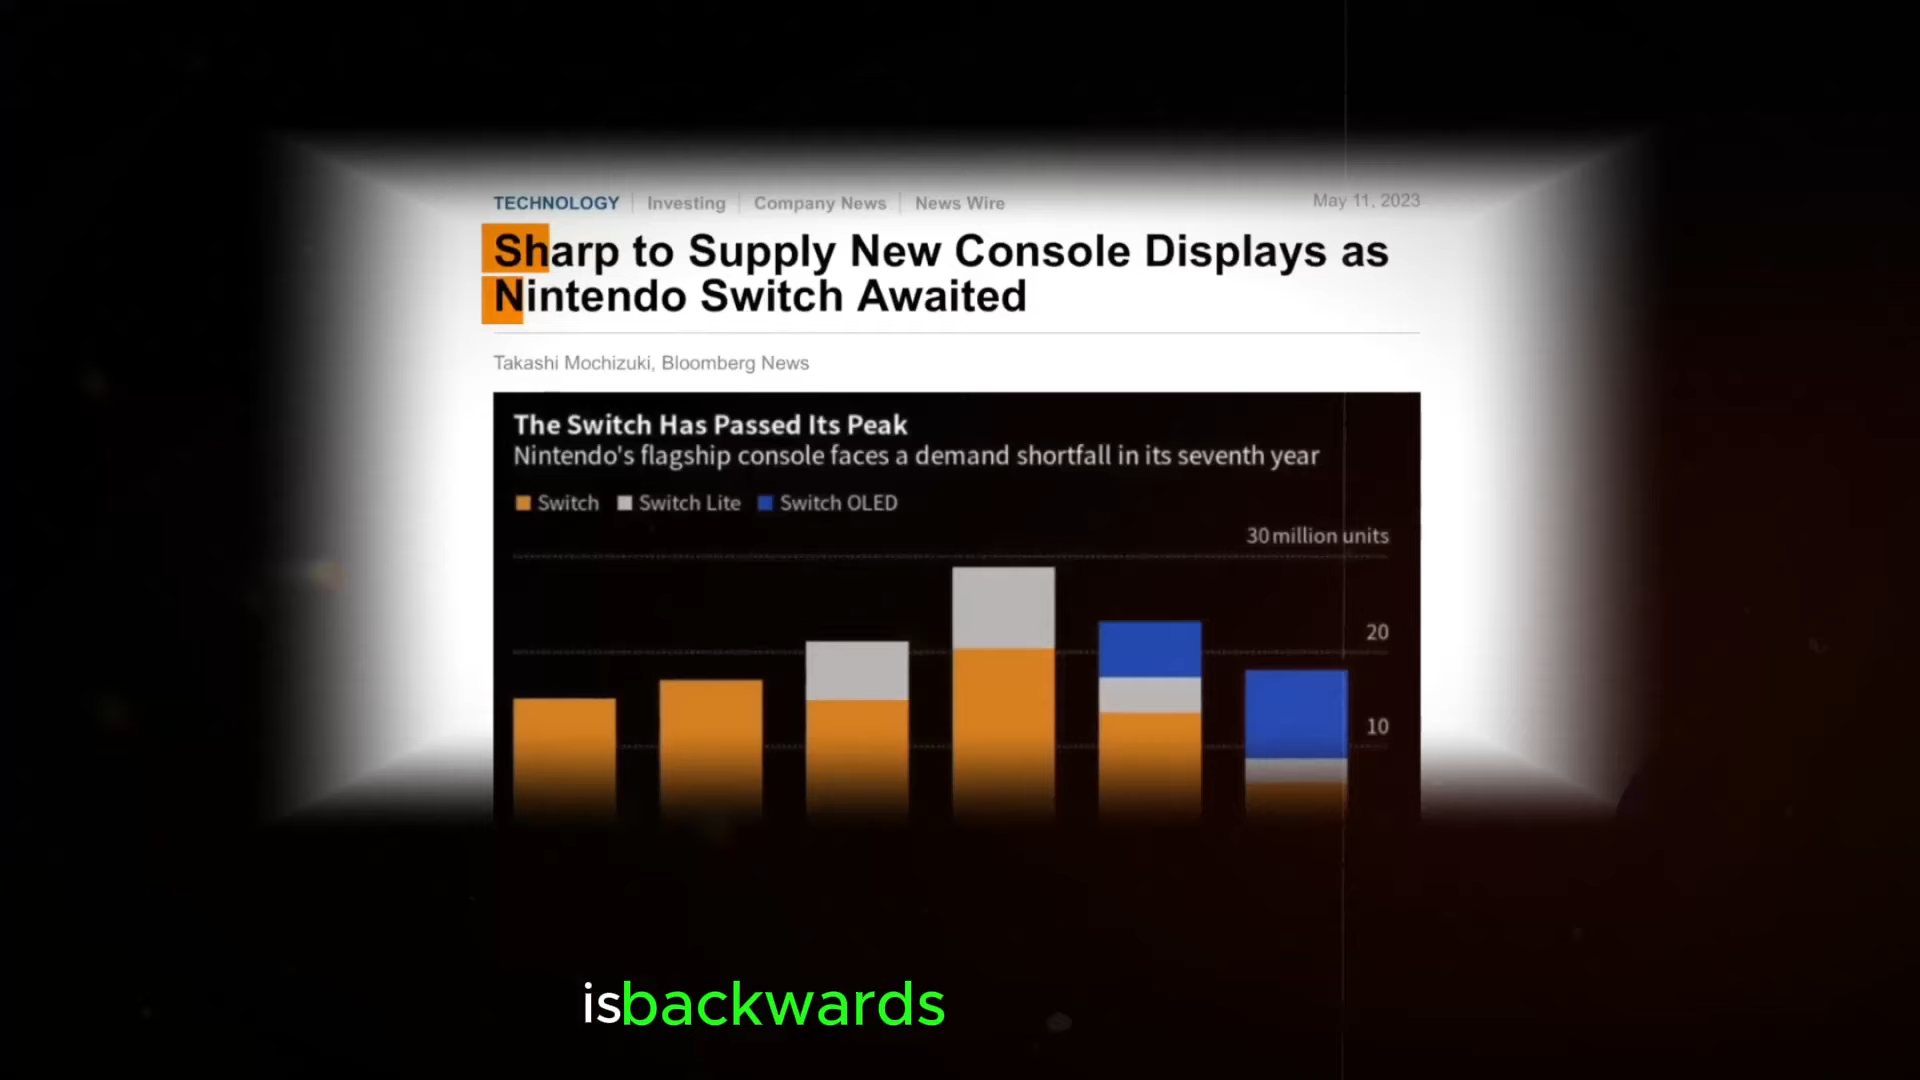 TECHNOLOGY Investing Company News News Wire May 11, 2023
Sharp to Supply New Console Displays as
Nintendo Switch Awaited
Takashi Mochizuki, Bloomberg News
The Switch Has Passed Its Peak
Nintendo's flagship console faces a demand shortfall in its seventh year
Switch Switch Lite Switch OLED
30 million units
20
10
isbackwards